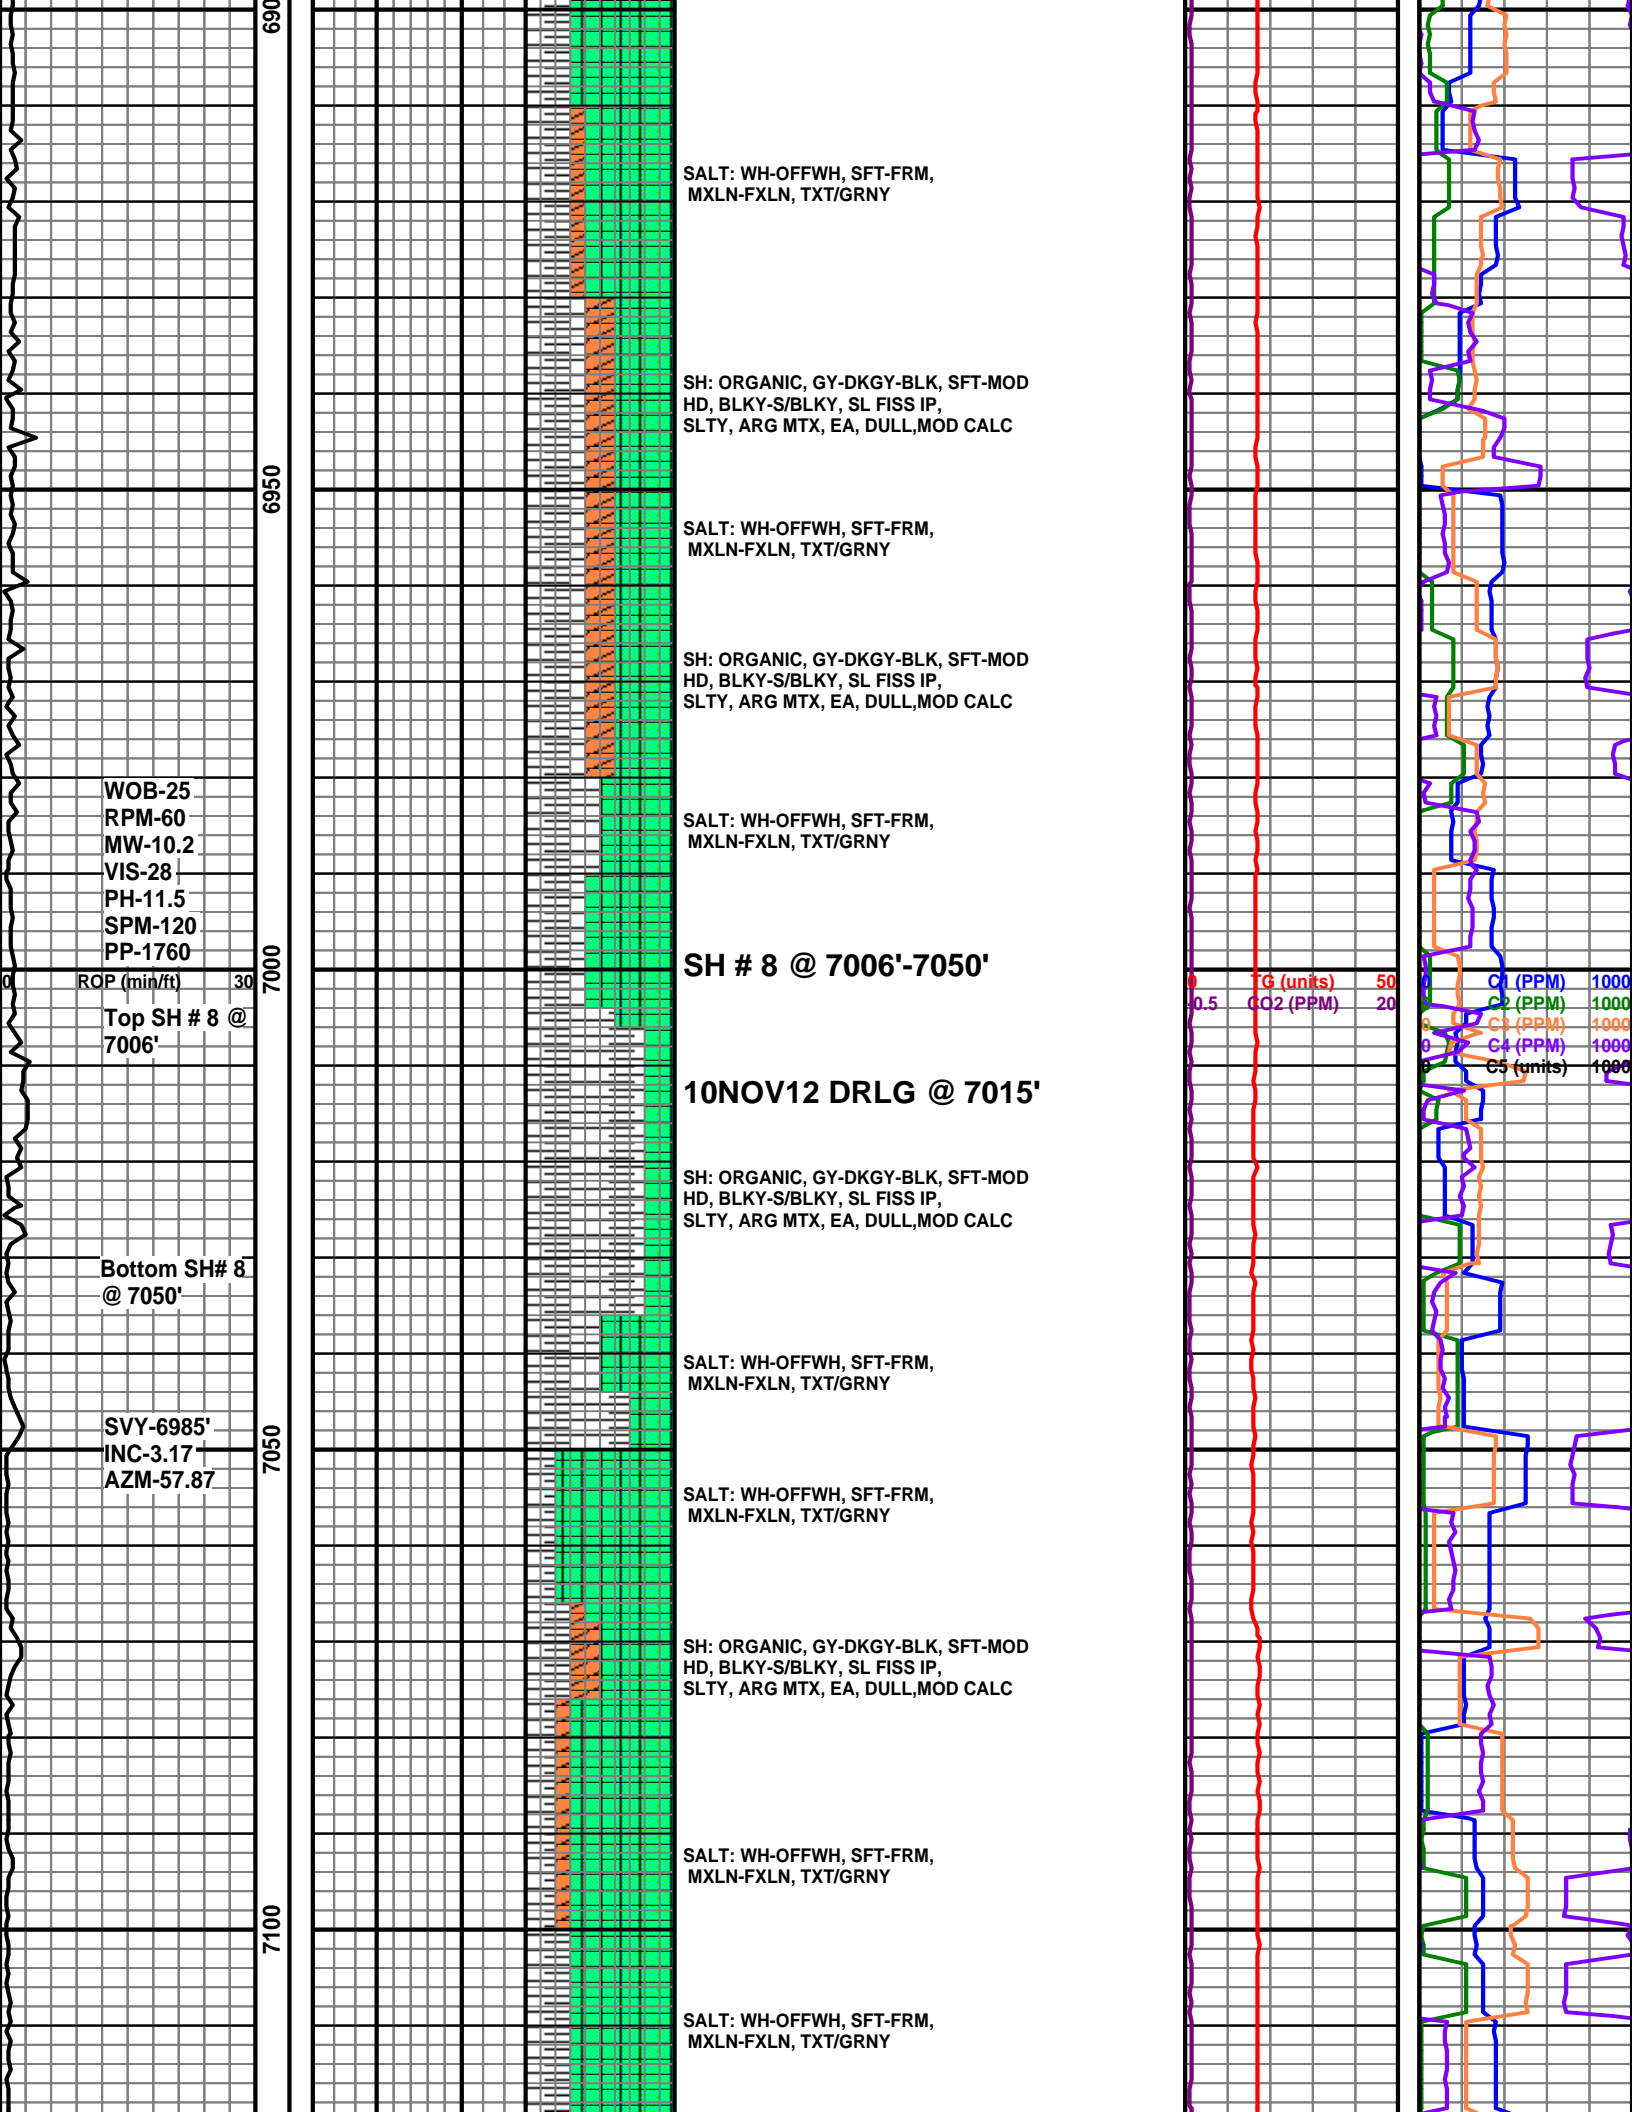 690
SALT: WH-OFFWH, SFT-FRM,
MXLN-FXLN, TXT/GRNY
SH: ORGANIC, GY-DKGY-BLK, SFT-MOD
HD, BLKY-S/BLKY, SL FISS IP,
SLTY, ARG MTX, EA, DULL,MOD CALC
6950
SALT: WH-OFFWH, SFT-FRM,
MXLN-FXLN, TXT/GRNY
SH: ORGANIC, GY-DKGY-BLK, SFT-MOD
HD, BLKY-S/BLKY, SL FISS IP,
SLTY, ARG MTX, EA, DULL,MOD CALC
WOB-25
RPM-60
MW-10.2
VIS-28
PH-11.5
SPM-120
PP-1760
SALT: WH-OFFWH, SFT-FRM,
MXLN-FXLN, TXT/GRNY
7000
SH # 8 @ 7006'-7050'
0 ROP (min/ft) 30
0 TG (units) 50
0.5 CO2 (PPM) 20
0 C1 (PPM) 1000
0 C2 (PPM) 1000
0 C3 (PPM) 1000
0 C4 (PPM) 1000
0 C5 (units) 1000
Top SH # 8 @
7006'
10NOV12 DRLG @ 7015'
SH: ORGANIC, GY-DKGY-BLK, SFT-MOD
HD, BLKY-S/BLKY, SL FISS IP,
SLTY, ARG MTX, EA, DULL,MOD CALC
Bottom SH# 8
@ 7050'
SALT: WH-OFFWH, SFT-FRM,
MXLN-FXLN, TXT/GRNY
SVY-6985'
INC-3.17
AZM-57.87
7050
SALT: WH-OFFWH, SFT-FRM,
MXLN-FXLN, TXT/GRNY
SH: ORGANIC, GY-DKGY-BLK, SFT-MOD
HD, BLKY-S/BLKY, SL FISS IP,
SLTY, ARG MTX, EA, DULL,MOD CALC
SALT: WH-OFFWH, SFT-FRM,
MXLN-FXLN, TXT/GRNY
7100
SALT: WH-OFFWH, SFT-FRM,
MXLN-FXLN, TXT/GRNY